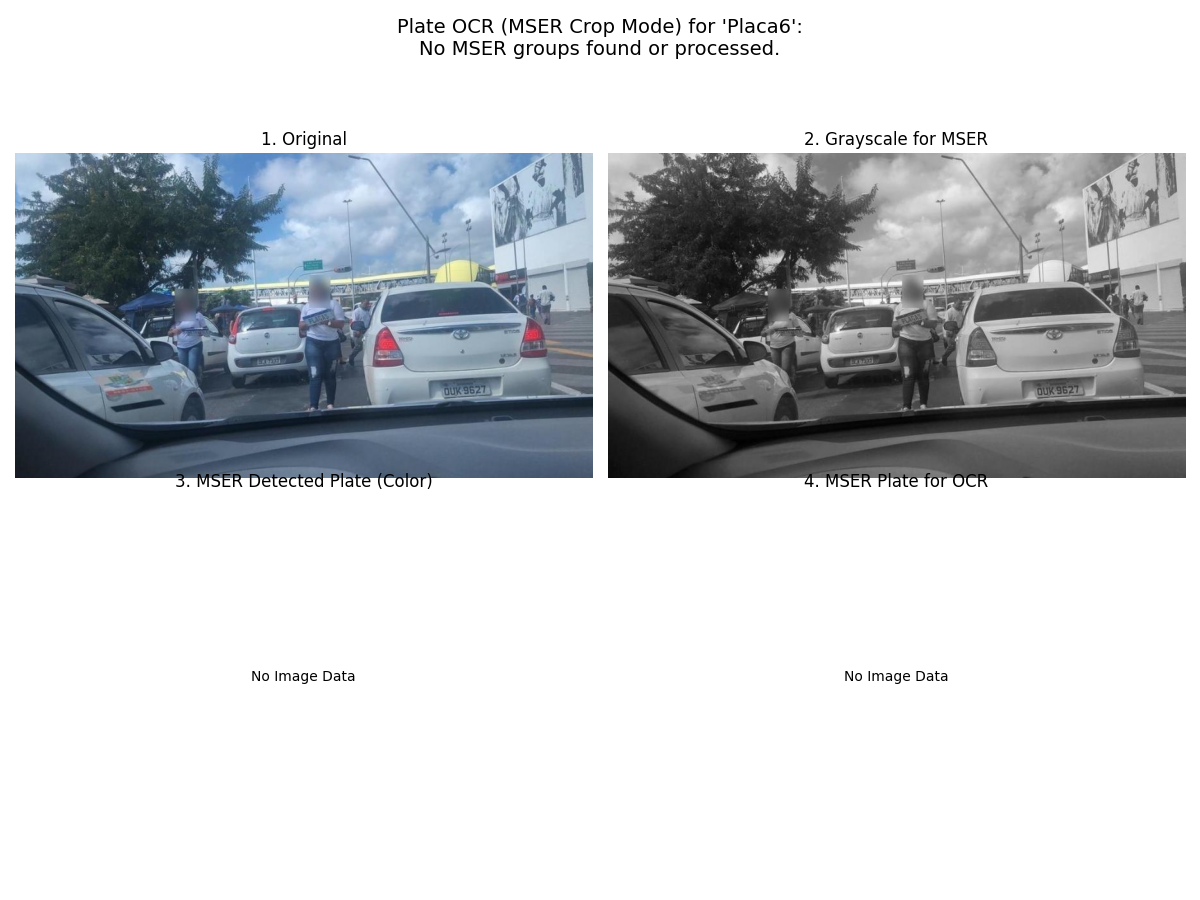 Plate OCR (MSER Crop Mode) for 'Placa6':
No MSER groups found or processed.
1. Original
2. Grayscale for MSER
OUK 9627
OUK 9627
3. MSER Detected Plate (Color)
4. MSER Plate for OCR
No Image Data
No Image Data